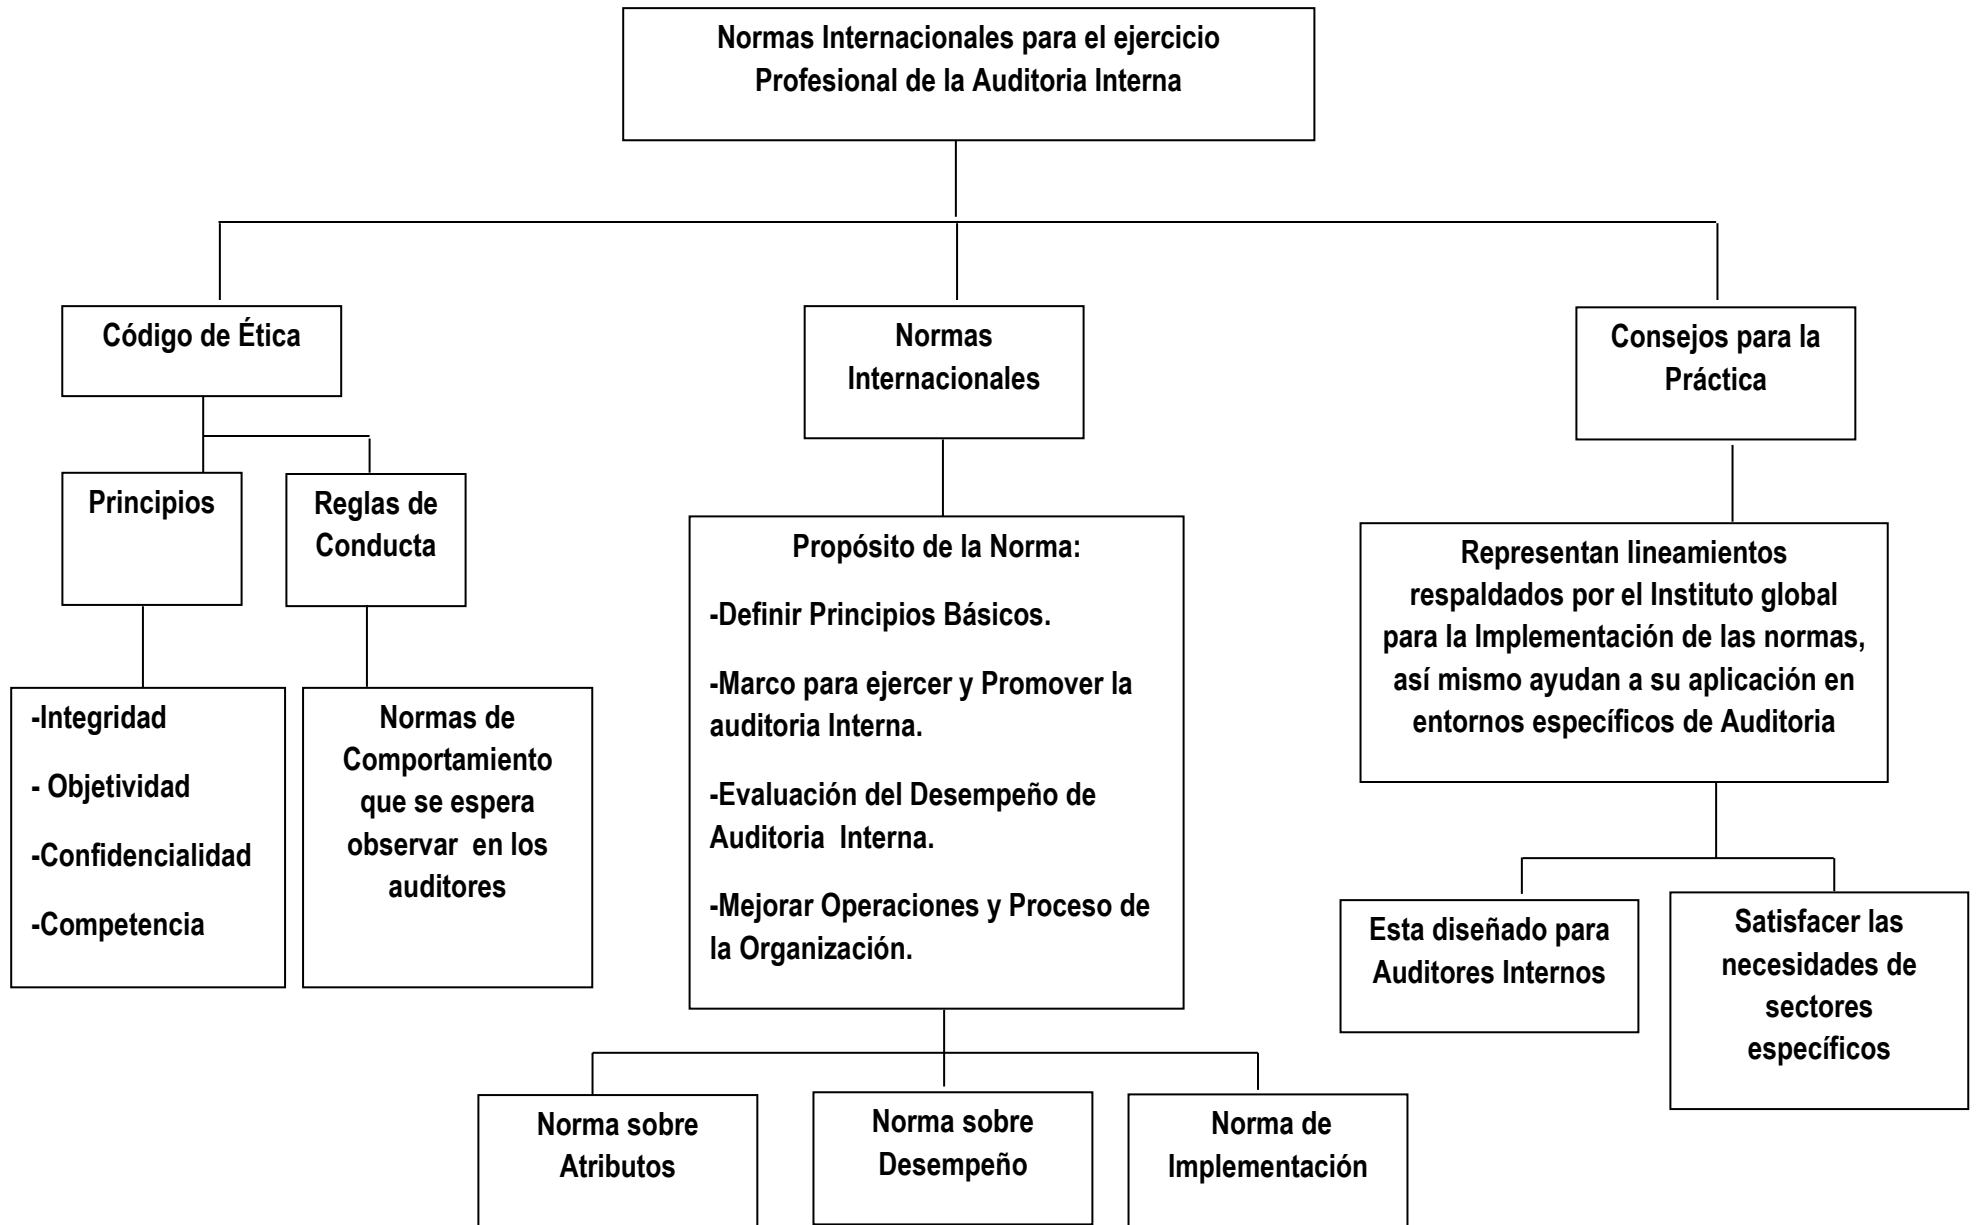 Normas Internacionales para el ejercicio
Profesional de la Auditoria Interna
Código de Ética
Normas
Internacionales
Consejos para la
Práctica
Principios
Reglas de
Conducta
-Integridad
- Objetividad
-Confidencialidad
-Competencia
Normas de
Comportamiento
que se espera
observar en los
auditores
Propósito de la Norma:
-Definir Principios Básicos.
-Marco para ejercer y Promover la
auditoria Interna.
-Evaluación del Desempeño de
Auditoria Interna.
-Mejorar Operaciones y Proceso de
la Organización.
Norma sobre
Atributos
Norma sobre
Desempeño
Norma de
Implementación
Representan lineamientos
respaldados por el Instituto global
para la Implementación de las normas,
así mismo ayudan a su aplicación en
entornos específicos de Auditoria
Esta diseñado para
Auditores Internos
Satisfacer las
necesidades de
sectores
específicos